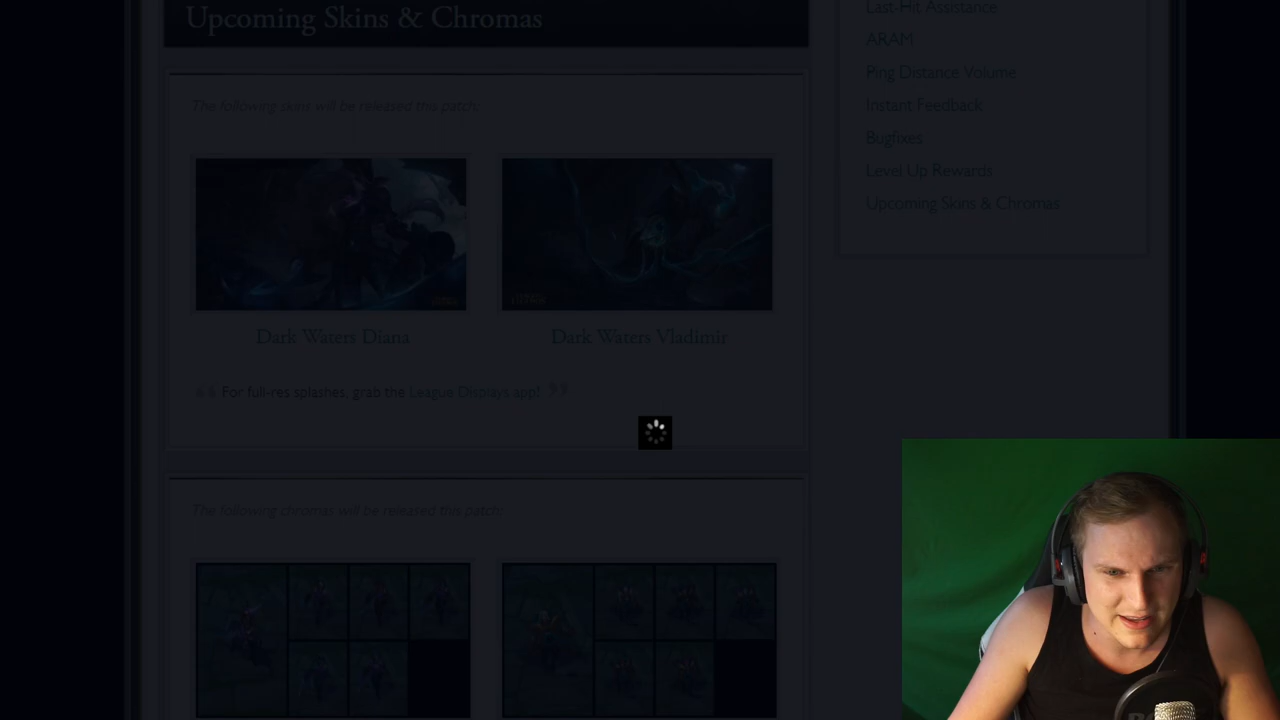 Upcoming Skins & Chromas
The following skins will be released this patch:
Dark Waters Diana
Dark Waters Vladimir
“ For full-res splashes, grab the League Displays app! ”
The following chromas will be released this patch:
Last-Hit Assistance
ARAM
Ping Distance Volume
Instant Feedback
Bugfixes
Level Up Rewards
Upcoming Skins & Chromas